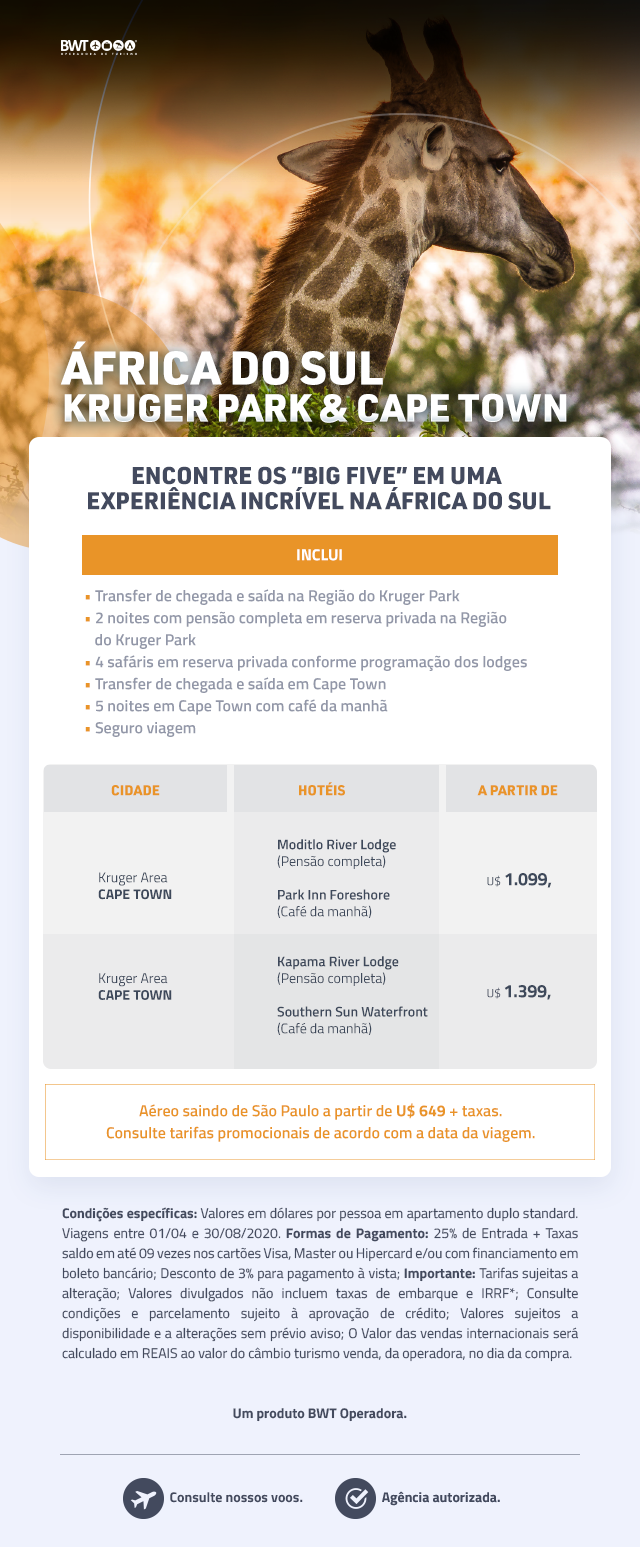 BWT
OPERADORA DE TURISMO
ÁFRICA DO SUL
KRUGER PARK & CAPE TOWN
ENCONTRE OS “BIG FIVE” EM UMA
EXPERIÊNCIA INCRÍVEL NA ÁFRICA DO SUL
INCLUI
▪ Transfer de chegada e saída na Região do Kruger Park
▪ 2 noites com pensão completa em reserva privada na Região
do Kruger Park
▪ 4 safáris em reserva privada conforme programação dos lodges
▪ Transfer de chegada e saída em Cape Town
▪ 5 noites em Cape Town com café da manhã
▪ Seguro viagem
CIDADE HOTÉIS A PARTIR DE
Kruger Area
CAPE TOWN
Moditlo River Lodge
(Pensão completa)
Park Inn Foreshore
(Café da manhã)
U$ 1.099,
Kruger Area
CAPE TOWN
Kapama River Lodge
(Pensão completa)
Southern Sun Waterfront
(Café da manhã)
U$ 1.399,
Aéreo saindo de São Paulo a partir de U$ 649 + taxas.
Consulte tarifas promocionais de acordo com a data da viagem.
Condições específicas: Valores em dólares por pessoa em apartamento duplo standard.
Viagens entre 01/04 e 30/08/2020. Formas de Pagamento: 25% de Entrada + Taxas
saldo em até 09 vezes nos cartões Visa, Master ou Hipercard e/ou com financiamento em
boleto bancário; Desconto de 3% para pagamento à vista; Importante: Tarifas sujeitas a
alteração; Valores divulgados não incluem taxas de embarque e IRRF*; Consulte
condições e parcelamento sujeito à aprovação de crédito; Valores sujeitos a
disponibilidade e a alterações sem prévio aviso; O Valor das vendas internacionais será
calculado em REAIS ao valor do câmbio turismo venda, da operadora, no dia da compra.
Um produto BWT Operadora.
Consulte nossos voos.
Agência autorizada.